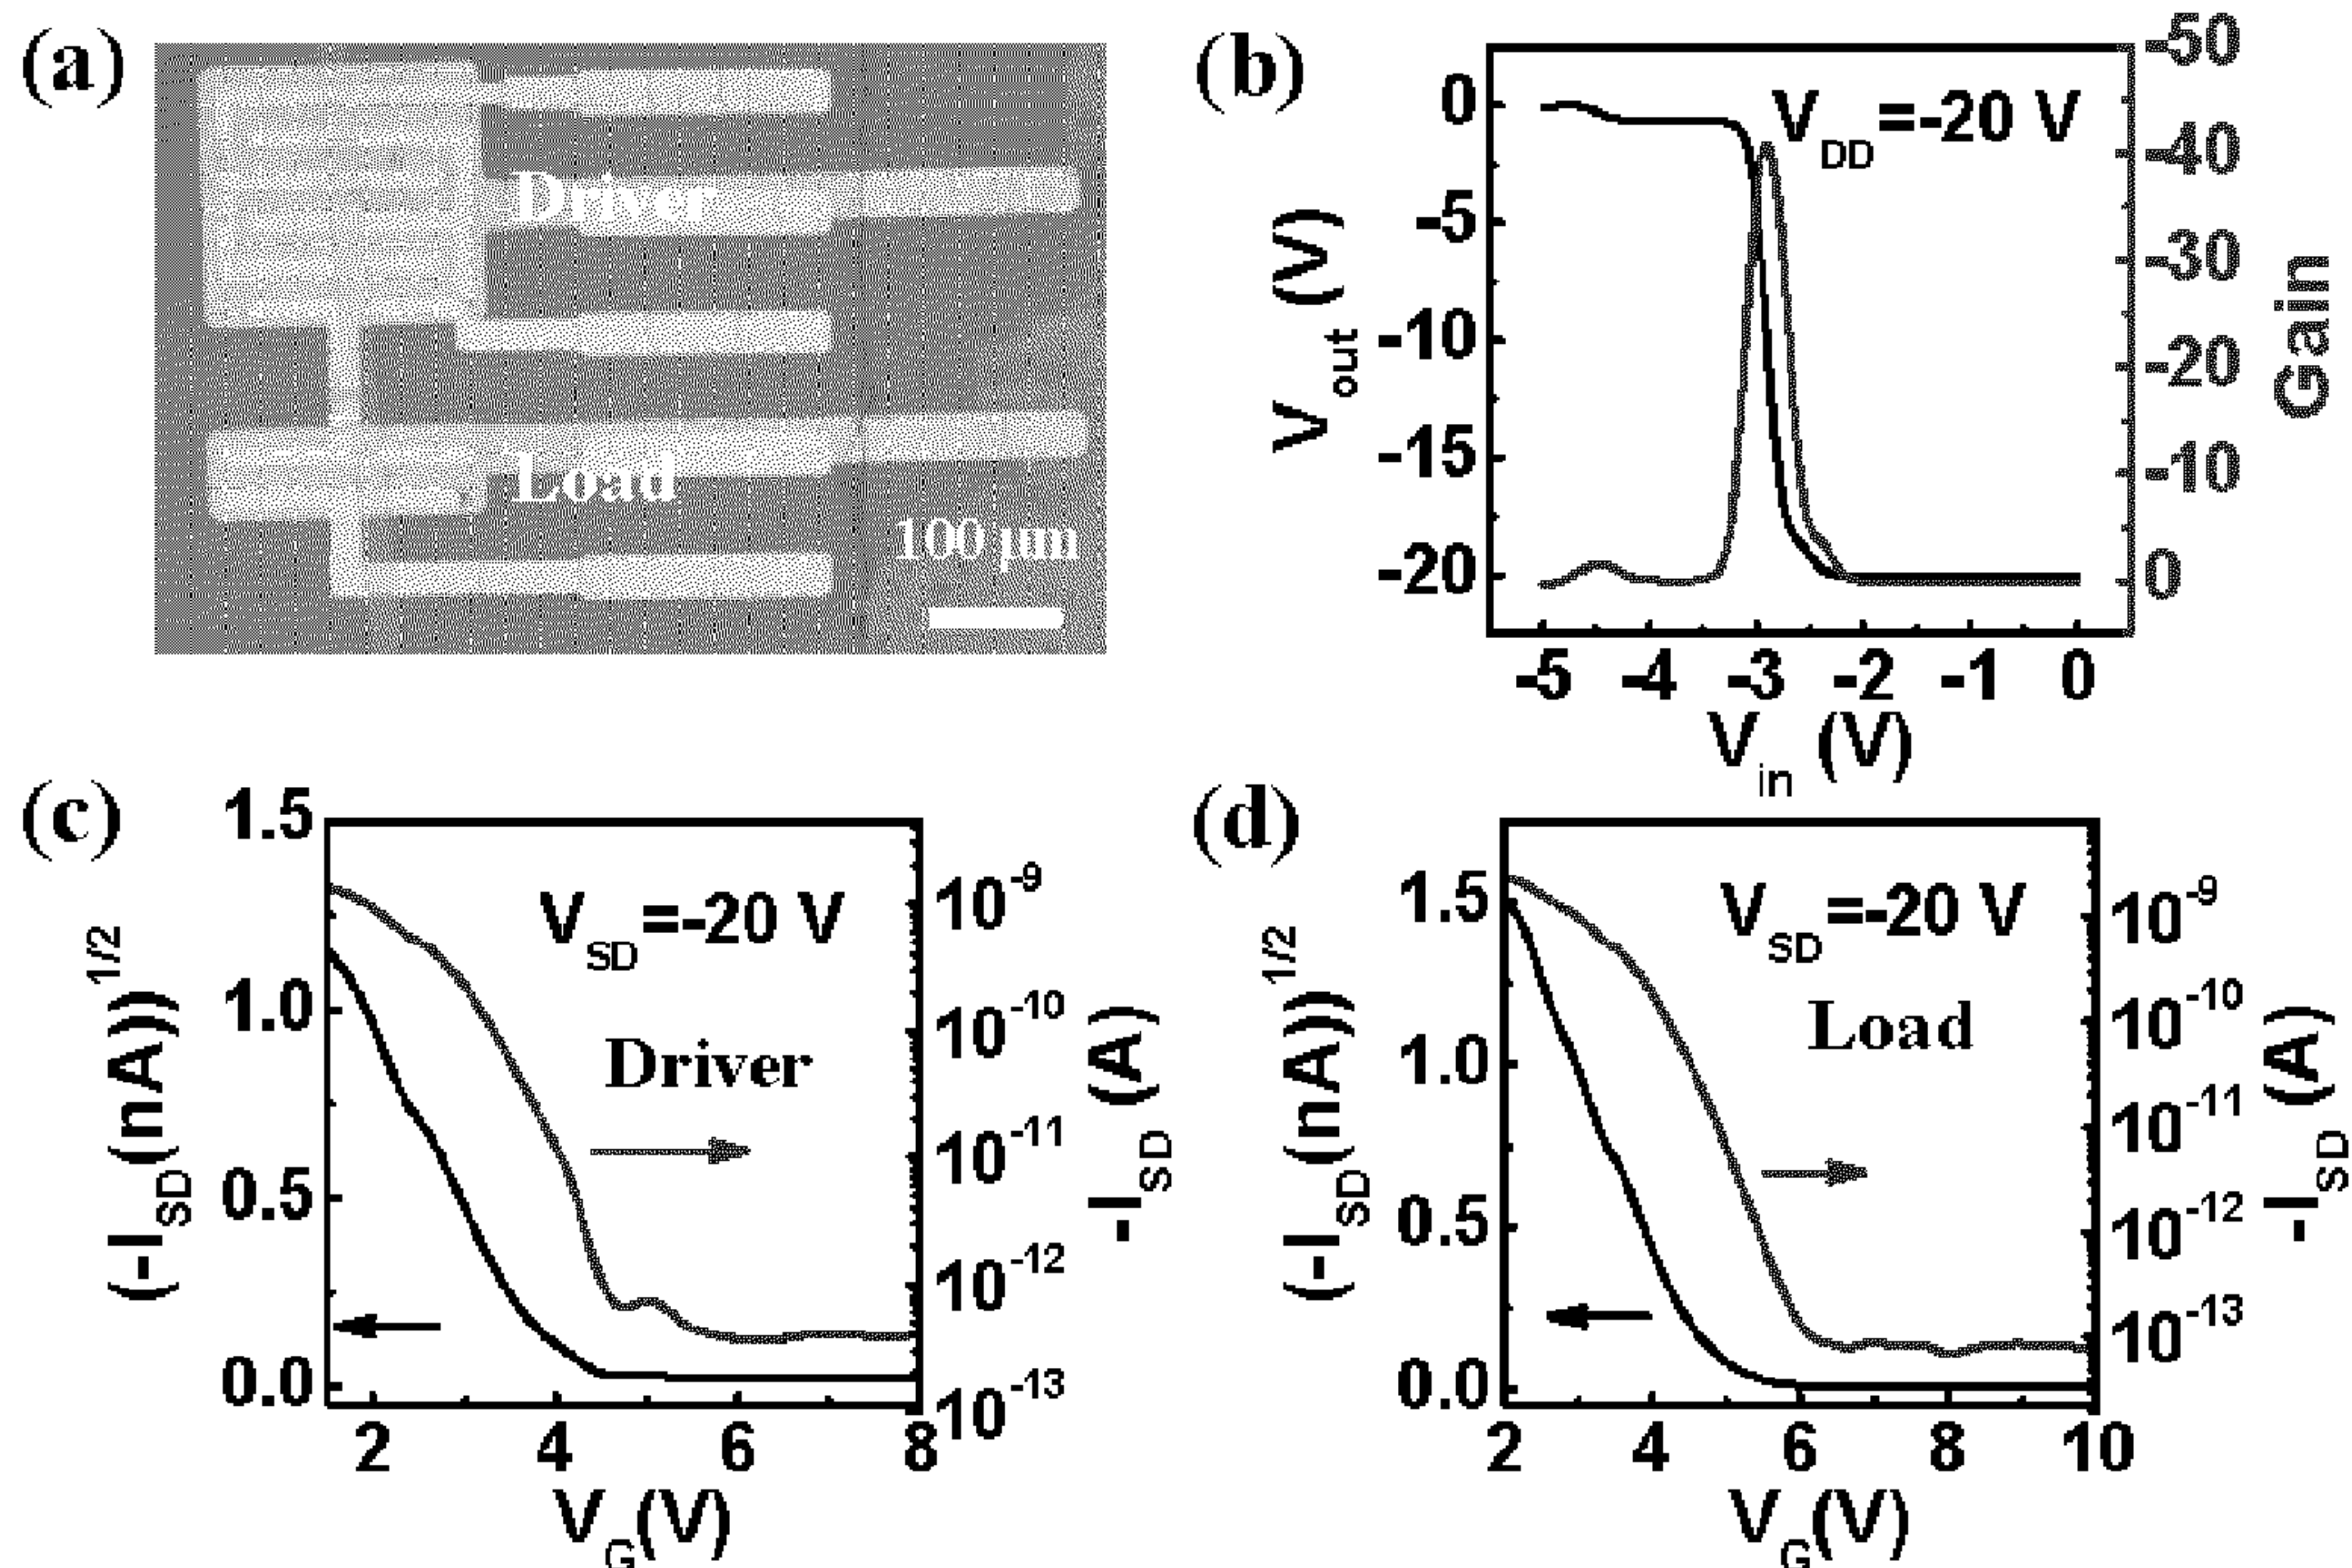 (a)
Driver
Load
100 μm
(b)
V_DD=-20 V
0
-5
-10
-15
-20
V_out (V)
-50
-40
-30
-20
-10
0
Gain
-5 -4 -3 -2 -1 0
V_in (V)
(c)
1.5
1.0
0.5
0.0
(-I_SD(nA))^1/2
V_SD=-20 V
Driver
10^-9
10^-10
10^-11
10^-12
10^-13
-I_SD (A)
2 4 6 8
V_G(V)
(d)
1.5
1.0
0.5
0.0
(-I_SD(nA))^1/2
V_SD=-20 V
Load
10^-9
10^-10
10^-11
10^-12
10^-13
-I_SD (A)
2 4 6 8 10
V_G(V)